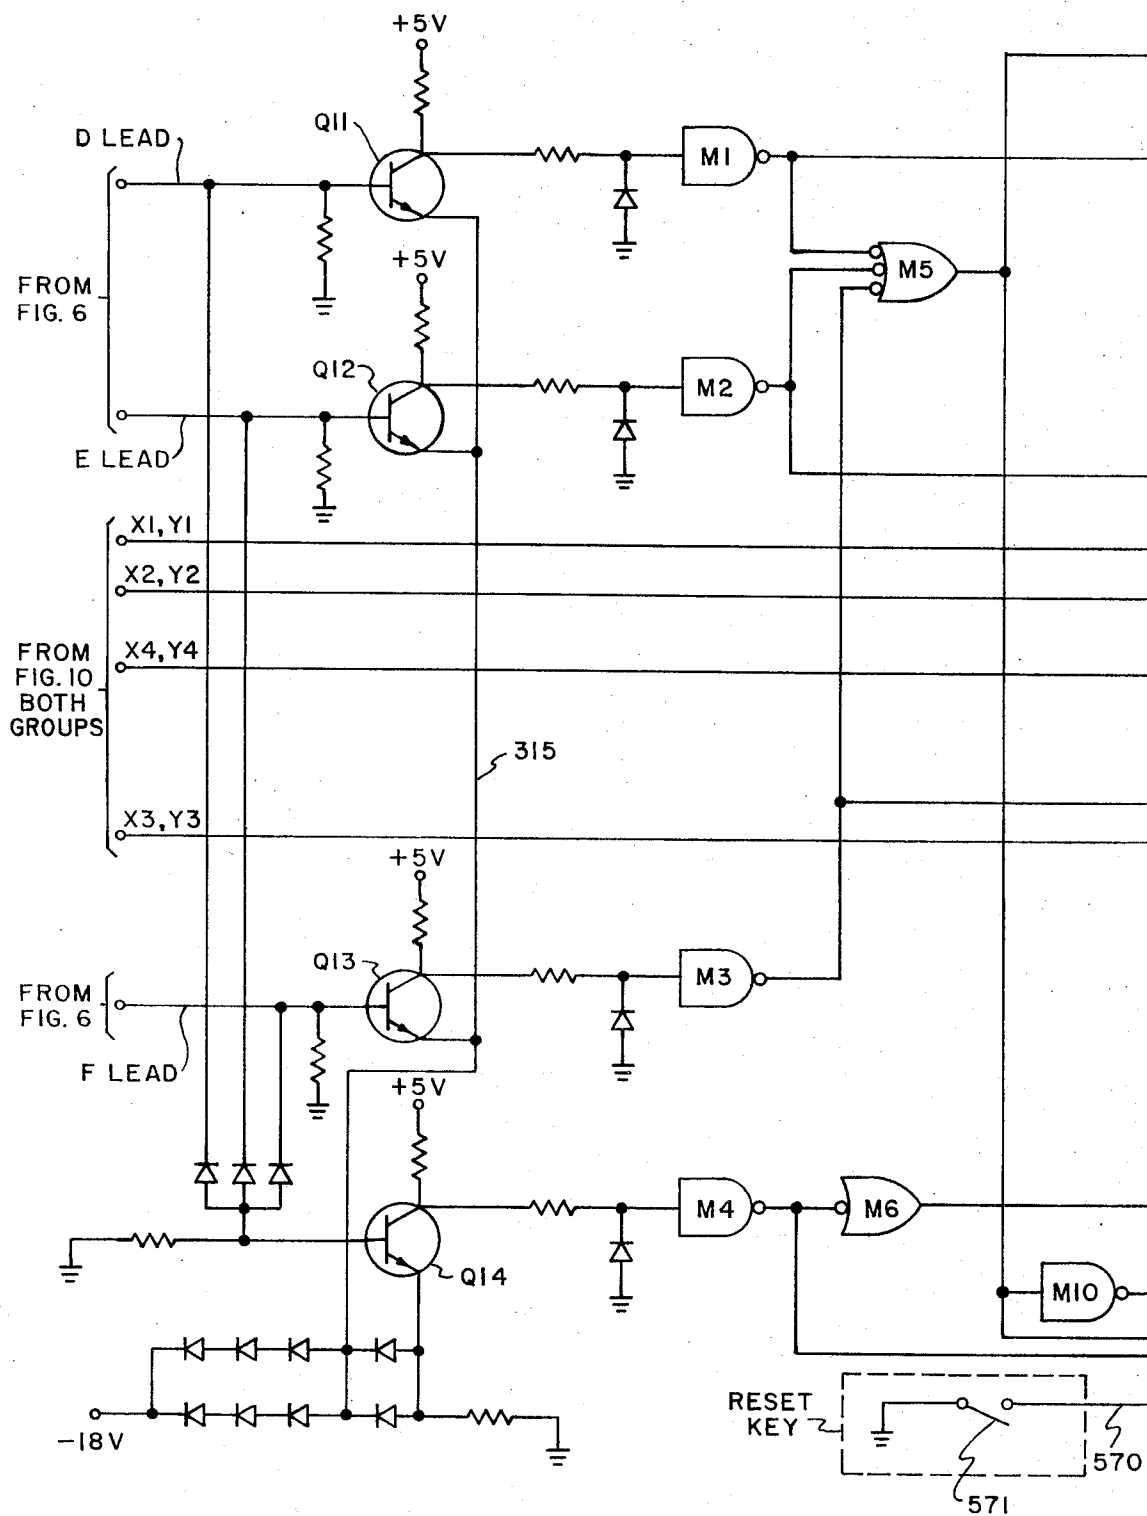 +5V
Q11
D LEAD
M1
+5V
M5
FROM
FIG. 6
Q12
M2
E LEAD
X1, Y1
X2, Y2
X4, Y4
FROM
FIG. 10
BOTH
GROUPS
315
X3, Y3
+5V
Q13
M3
FROM
FIG. 6
F LEAD
+5V
M4
M6
Q14
M10
RESET
KEY
-18V
570
571